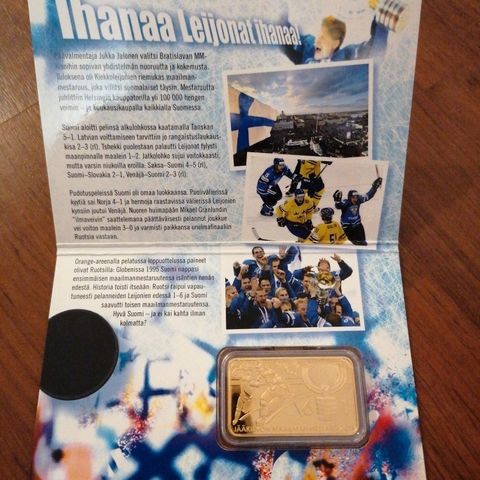 Ihanaa Leijonat ihanaa!
Päävalmentaja Jukka Jalonen valitsi Bratislavan MM-
kisoihin sopivan yhdistelmän nuoruutta ja kokemusta.
Tuloksena oli Kiekkoleijonien riemukas maailman-
mestaruus, joka villitsi suomalaiset täysin. Mestaruutta
juhlittiin Helsingin kauppatorilla yli 100 000 hengen
voimin – ja kuukausikaupalla kaikkialla Suomessa.
Suomi aloitti pelinsä alkulohkossa kaatamalla Tanskan
5–1. Latvian voittamiseen tarvittiin jo rangaistuslaukaus-
kisa 2–3 (rl). Tshekki puolestaan palautti Leijonat tylysti
maanpinnalle maalein 1–2. Jatkolohko sujui voitokkaasti,
mutta varsin niukoilla eroilla: Saksa–Suomi 4–5 (rl),
Suomi–Slovakia 2–1, Venäjä–Suomi 2–3 (rl).
Pudotuspeleissä Suomi oli omaa luokkaansa. Puolivälierissä
kyytiä sai Norja 4–1 ja hermoja raastavissa välierissä Leijonien
kynsiin joutui Venäjä. Nuoren huimapään Mikael Granlundin
"ilmaveivin" saattelemana päättäväisesti pelannut joukkue
vei voiton maalein 3–0 ja varmisti paikkansa unelmafinaaliin
Ruotsia vastaan.
Orange-areenalla pelatussa loppuottelussa paineet
olivat Ruotsilla: Globenissa 1995 Suomi nappasi
ensimmäisen maailmanmestaruutensa isäntien nenän
edestä. Historia toisti itseään. Ruotsi taipui vapau-
tuneesti pelanneiden Leijonien edessä 1–6 ja Suomi
saavutti toisen maailmanmestaruutensa.
Hyvä Suomi – ja ei kai kahta ilman
kolmatta?